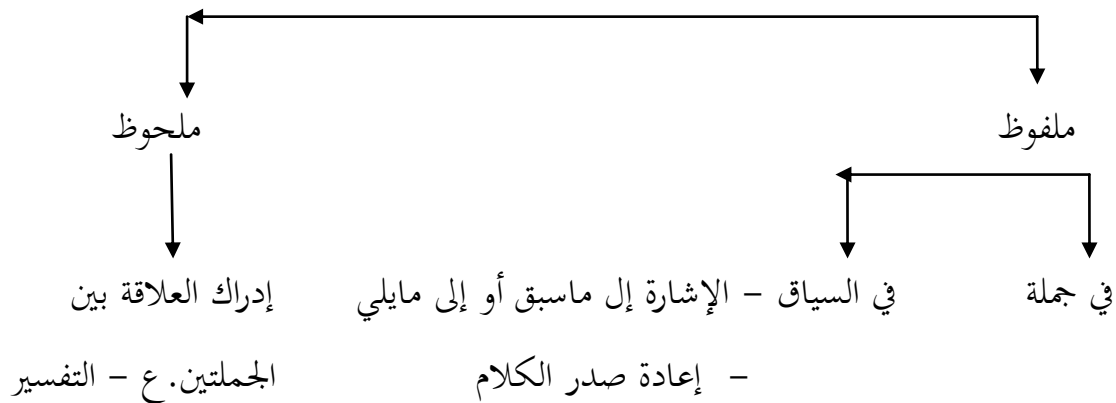 ملفوظ ملحوظ
في جملة في السياق – الإشارة إل ماسبق أو إلى مايلي إدراك العلاقة بين
– إعادة صدر الكلام الجملتين. ع – التفسير